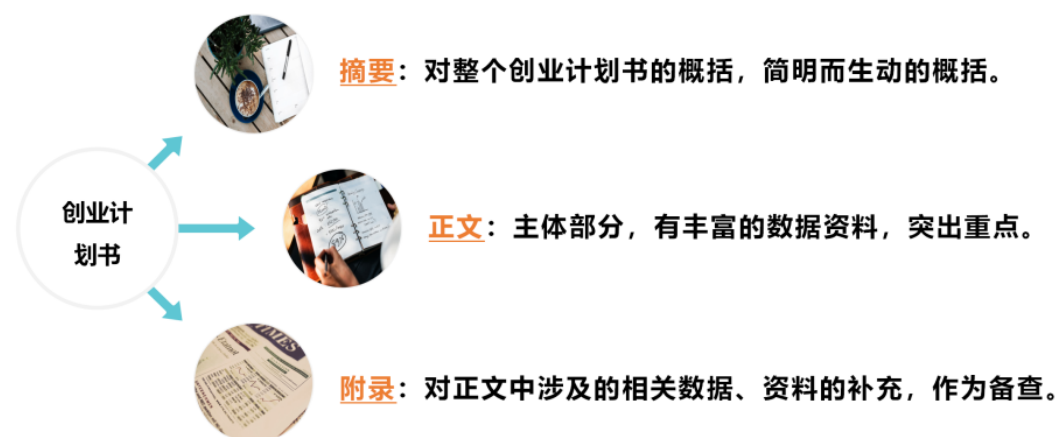 摘要：对整个创业计划书的概括，简明而生动的概括。
创业计
划书
正文：主体部分，有丰富的数据资料，突出重点。
TIMES
附录：对正文中涉及的相关数据、资料的补充，作为备查。